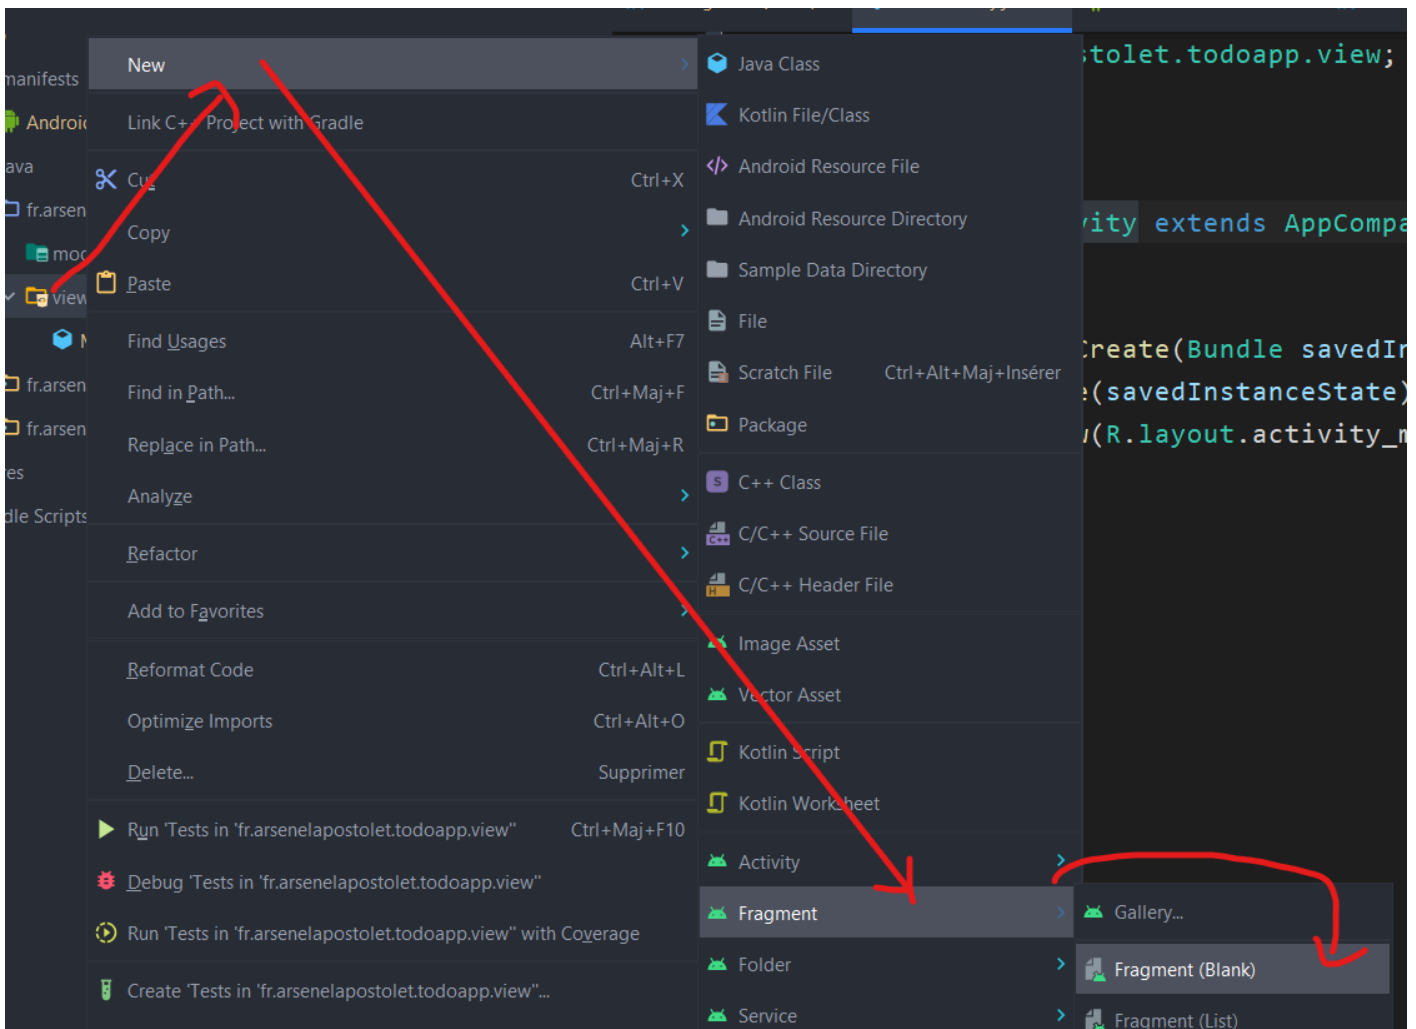 stolet.todoapp.view;
New
Java Class
manifests
Kotlin File/Class
Link C++ Project with Gradle
ava
Cut Ctrl+X
Android Resource File
fr.arsen
Copy
Android Resource Directory
vity extends AppCompa
mod
Sample Data Directory
view
Paste Ctrl+V
File
Find Usages Alt+F7
Create(Bundle savedIn
fr.arsen
Find in Path... Ctrl+Maj+F
Scratch File Ctrl+Alt+Maj+Insérer
e(savedInstanceState)
fr.arsen
Replace in Path... Ctrl+Maj+R
Package
(R.layout.activity_m
res
Analyze
C++ Class
dle Scripts
C/C++ Source File
Refactor
C/C++ Header File
Add to Favorites
Image Asset
Reformat Code Ctrl+Alt+L
Vector Asset
Optimize Imports Ctrl+Alt+O
Kotlin Script
Delete... Supprimer
Kotlin Worksheet
Run 'Tests in 'fr.arsenelapostolet.todoapp.view'' Ctrl+Maj+F10
Activity
Debug 'Tests in 'fr.arsenelapostolet.todoapp.view''
Fragment
Gallery...
Run 'Tests in 'fr.arsenelapostolet.todoapp.view'' with Coverage
Folder
Fragment (Blank)
Create 'Tests in 'fr.arsenelapostolet.todoapp.view''...
Service
Fragment (List)